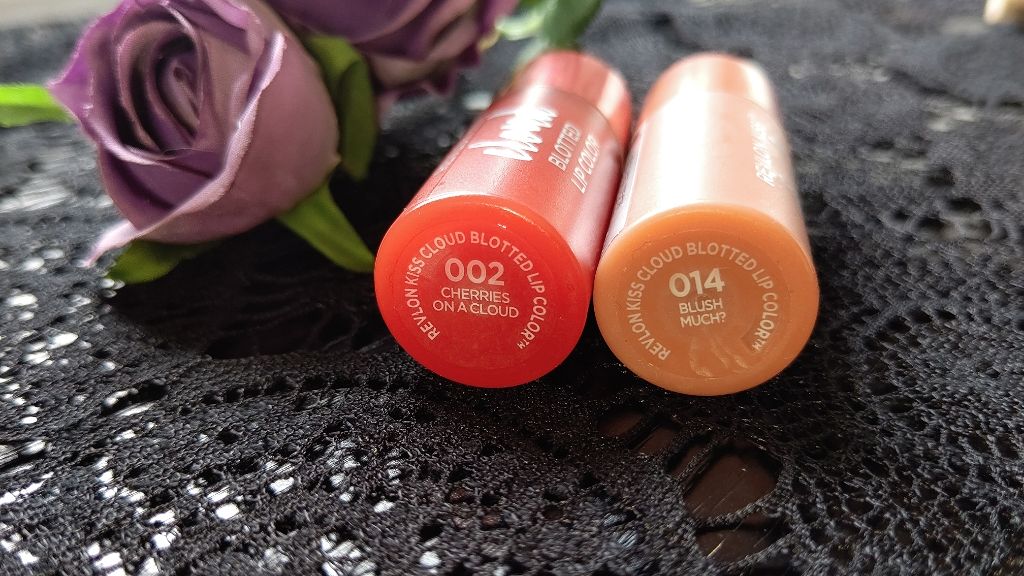 BLOTTED
LIP COLOR
REVLON KISS CLOUD BLOTTED LIP COLOR™
002
CHERRIES
ON A CLOUD
REVLON KISS CLOUD BLOTTED LIP COLOR™
014
BLUSH
MUCH?